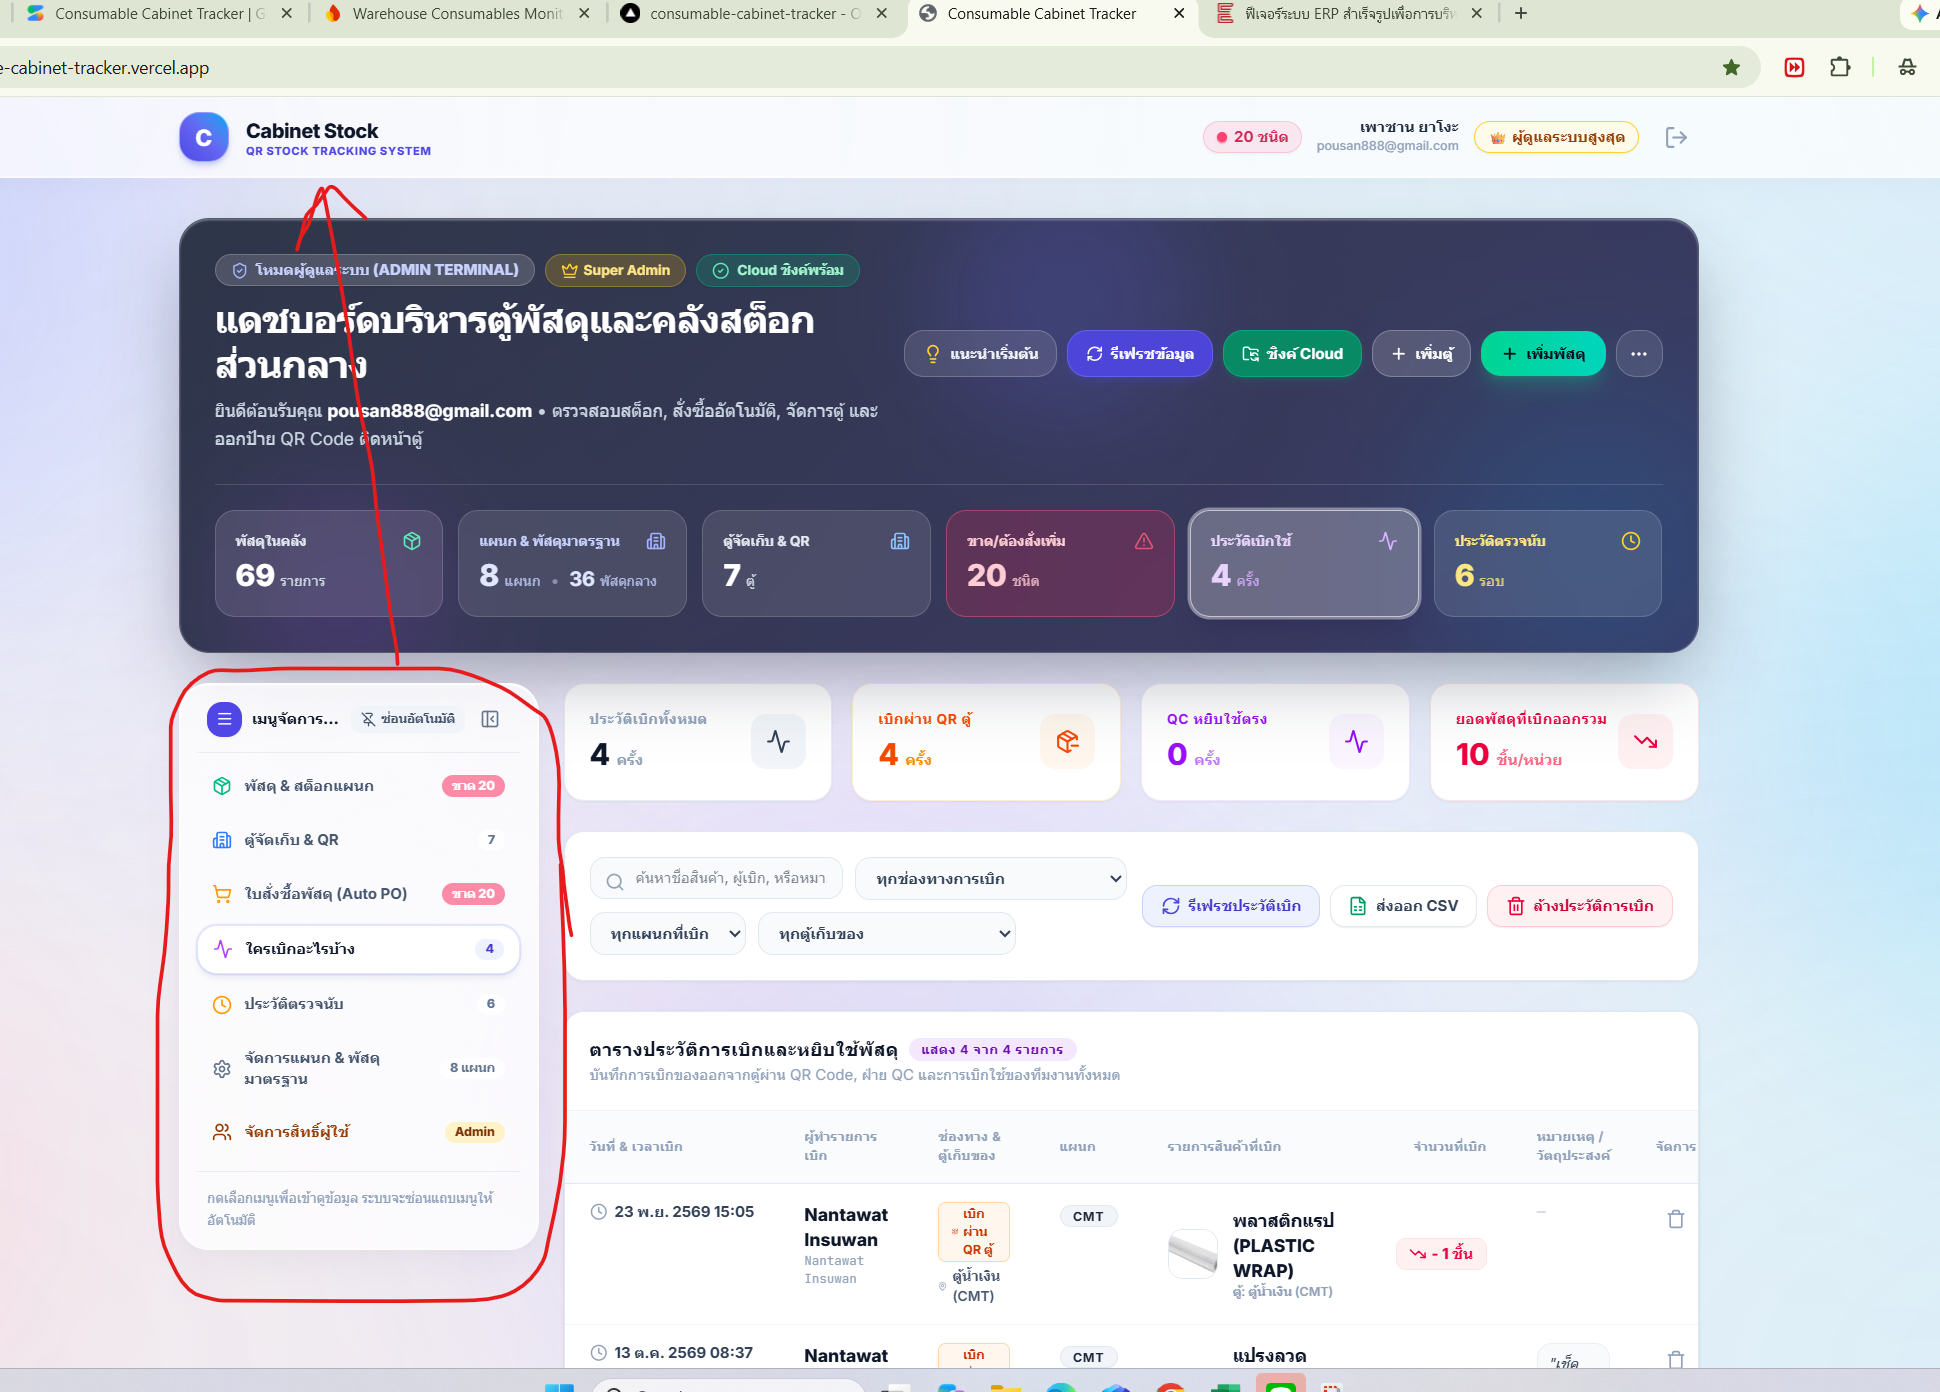 Consumable Cabinet Tracker | G
Warehouse Consumables Monit
consumable-cabinet-tracker - O
Consumable Cabinet Tracker
ฟีเจอร์ระบบ ERP สำเร็จรูปเพื่อการบริห
e-cabinet-tracker.vercel.app
C
Cabinet Stock
QR STOCK TRACKING SYSTEM
20 ชนิด
เพาซาน ยาโงะ
pousan888@gmail.com
ผู้ดูแลระบบสูงสุด
โหมดผู้ดูแลระบบ (ADMIN TERMINAL)
Super Admin
Cloud ซิงค์พร้อม
แดชบอร์ดบริหารตู้พัสดุและคลังสต็อก
ส่วนกลาง
แนะนำเริ่มต้น
รีเฟรชข้อมูล
ซิงค์ Cloud
เพิ่มตู้
เพิ่มพัสดุ
ยินดีต้อนรับคุณ pousan888@gmail.com • ตรวจสอบสต็อก, สั่งซื้ออัตโนมัติ, จัดการตู้ และ
ออกป้าย QR Code ติดหน้าตู้
พัสดุในคลัง
69 รายการ
แผนก & พัสดุมาตรฐาน
8 แผนก • 36 พัสดุกลาง
ตู้จัดเก็บ & QR
7 ตู้
ขาด/ต้องสั่งเพิ่ม
20 ชนิด
ประวัติเบิกใช้
4 ครั้ง
ประวัติตรวจนับ
6 รอบ
เมนูจัดการ...
ซ่อนอัตโนมัติ
พัสดุ & สต็อกแผนก
ขาด 20
ตู้จัดเก็บ & QR
7
ใบสั่งซื้อพัสดุ (Auto PO)
ขาด 20
ใครเบิกอะไรบ้าง
4
ประวัติตรวจนับ
6
จัดการแผนก & พัสดุ
มาตรฐาน
8 แผนก
จัดการสิทธิ์ผู้ใช้
Admin
กดเลือกเมนูเพื่อเข้าดูข้อมูล ระบบจะซ่อนแถบเมนูให้
อัตโนมัติ
ประวัติเบิกทั้งหมด
4 ครั้ง
เบิกผ่าน QR ตู้
4 ครั้ง
QC หยิบใช้ตรง
0 ครั้ง
ยอดพัสดุที่เบิกออกรวม
10 ชิ้น/หน่วย
ค้นหาชื่อสินค้า, ผู้เบิก, หรือหมา
ทุกช่องทางการเบิก
ทุกแผนกที่เบิก
ทุกตู้เก็บของ
รีเฟรชประวัติเบิก
ส่งออก CSV
ล้างประวัติการเบิก
ตารางประวัติการเบิกและหยิบใช้พัสดุ
แสดง 4 จาก 4 รายการ
บันทึกการเบิกของออกจากตู้ผ่าน QR Code, ฝ่าย QC และการเบิกใช้ของทีมงานทั้งหมด
วันที่ & เวลาเบิก
ผู้ทำรายการ
เบิก
ช่องทาง &
ตู้เก็บของ
แผนก
รายการสินค้าที่เบิก
จำนวนที่เบิก
หมายเหตุ /
วัตถุประสงค์
จัดการ
23 พ.ย. 2569 15:05
Nantawat
Insuwan
Nantawat
Insuwan
เบิก
ผ่าน
QR ตู้
ตู้น้ำเงิน
(CMT)
CMT
พลาสติกแรป
(PLASTIC
WRAP)
ตู้: ตู้น้ำเงิน (CMT)
- 1 ชิ้น
—
13 ต.ค. 2569 08:37
Nantawat
เบิก
CMT
แปรงลวด
"เช็ค